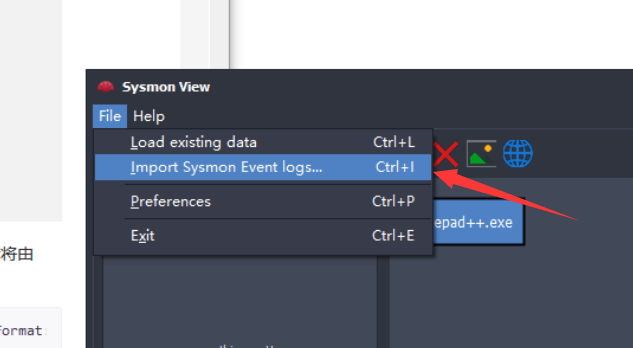 Sysmon View
File Help
Load existing data Ctrl+L
Import Sysmon Event logs... Ctrl+I
Preferences Ctrl+P
epad++.exe
Exit Ctrl+E
将由
ormat: